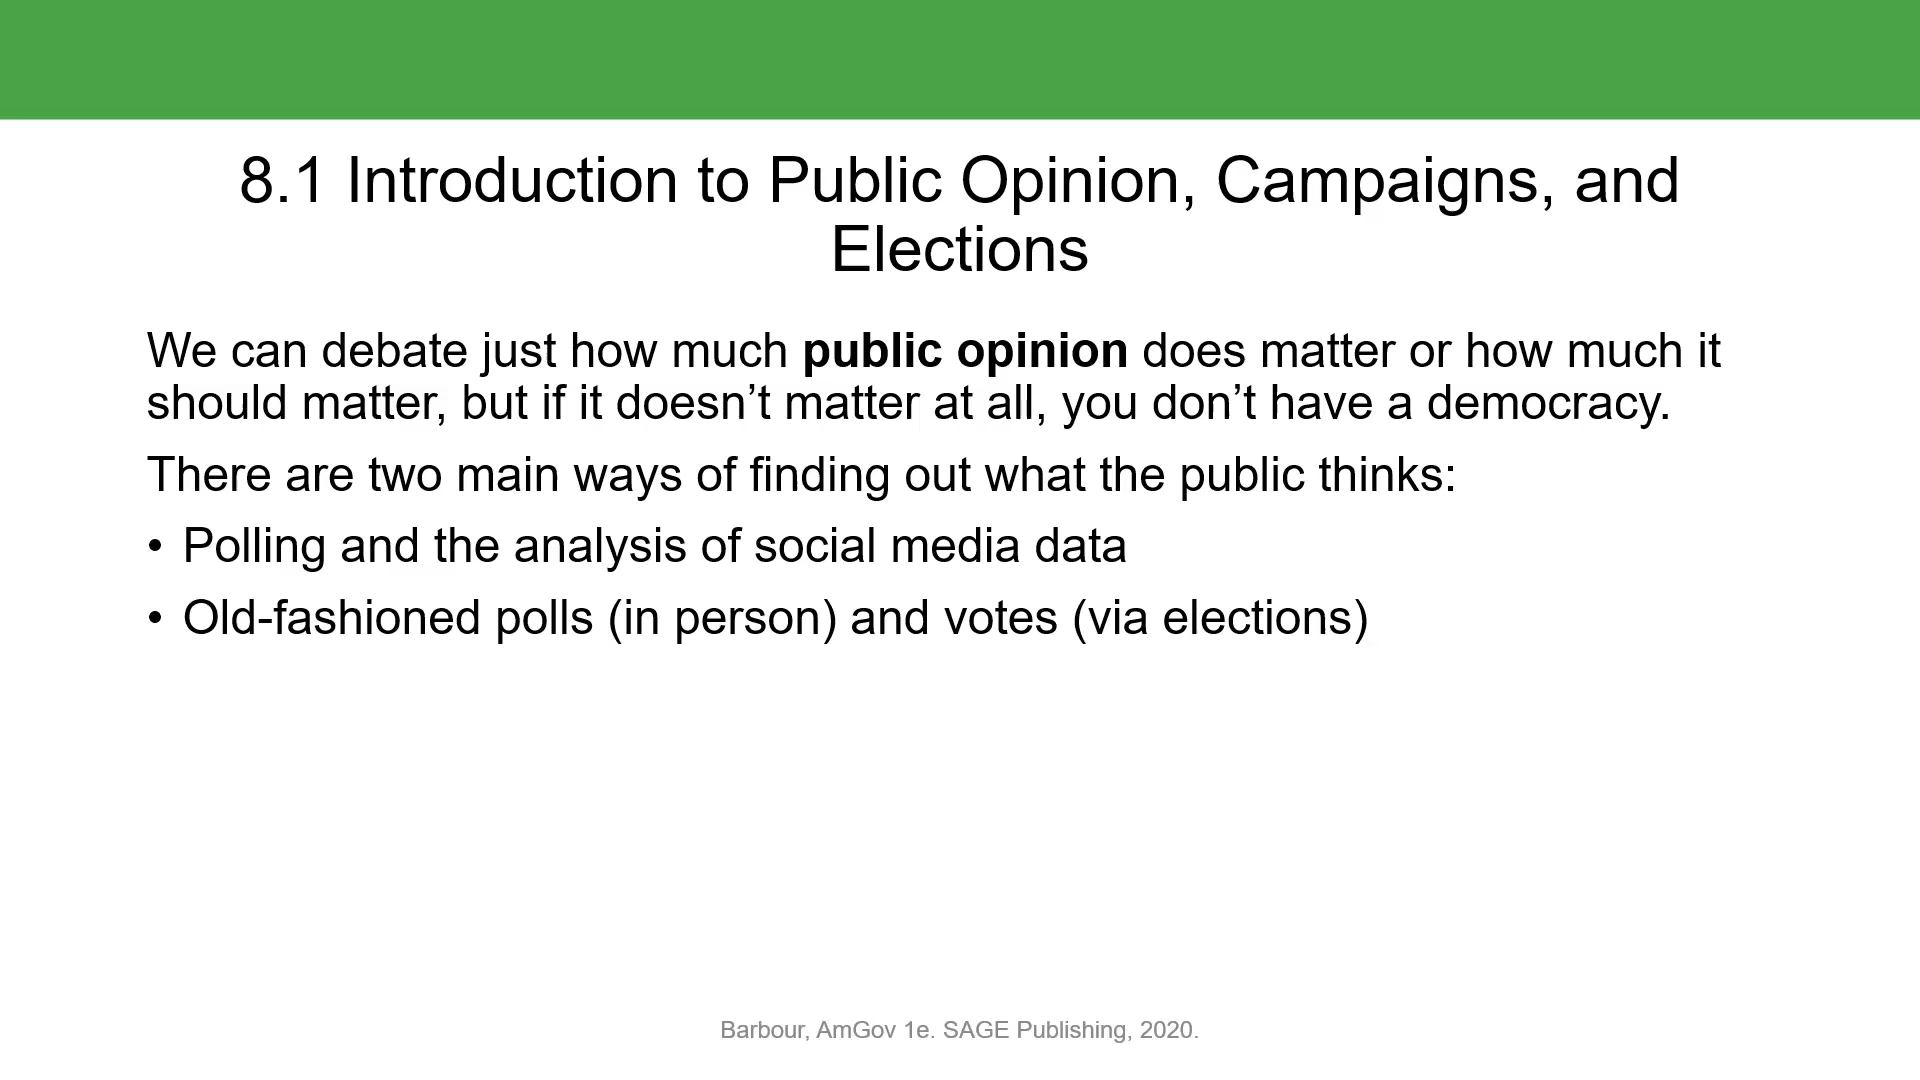 8.1 Introduction to Public Opinion, Campaigns, and
Elections
We can debate just how much public opinion does matter or how much it
should matter, but if it doesn’t matter at all, you don’t have a democracy.
There are two main ways of finding out what the public thinks:
• Polling and the analysis of social media data
• Old-fashioned polls (in person) and votes (via elections)
Barbour, AmGov 1e. SAGE Publishing, 2020.